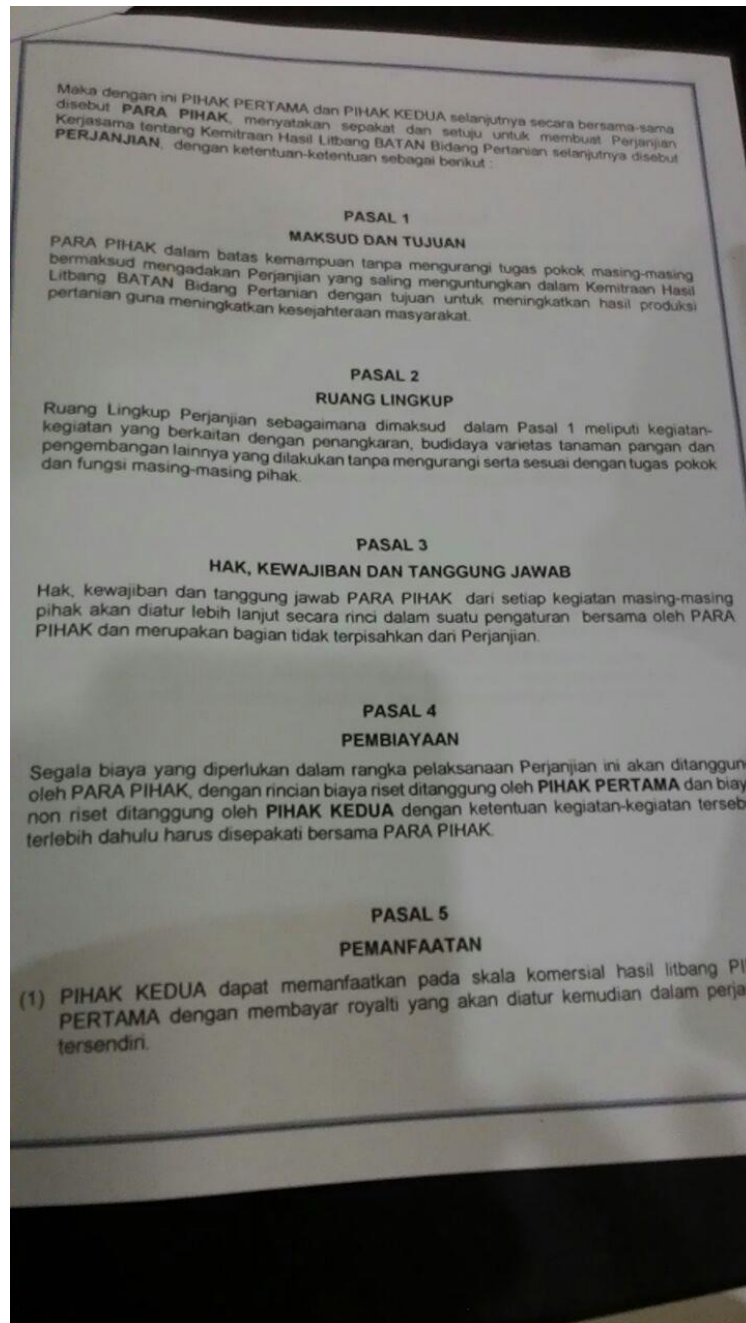 Maka dengan ini PIHAK PERTAMA dan PIHAK KEDUA selanjutnya secara bersama-sama
disebut PARA PIHAK, menyatakan sepakat dan setuju untuk membuat Perjanjian
Kerjasama tentang Kemitraan Hasil Litbang BATAN Bidang Pertanian selanjutnya disebut
PERJANJIAN, dengan ketentuan-ketentuan sebagai berikut :
PASAL 1
MAKSUD DAN TUJUAN
PARA PIHAK dalam batas kemampuan tanpa mengurangi tugas pokok masing-masing
bermaksud mengadakan Perjanjian yang saling menguntungkan dalam Kemitraan Hasil
Litbang BATAN Bidang Pertanian dengan tujuan untuk meningkatkan hasil produksi
pertanian guna meningkatkan kesejahteraan masyarakat.
PASAL 2
RUANG LINGKUP
Ruang Lingkup Perjanjian sebagaimana dimaksud dalam Pasal 1 meliputi kegiatan-
kegiatan yang berkaitan dengan penangkaran, budidaya varietas tanaman pangan dan
pengembangan lainnya yang dilakukan tanpa mengurangi serta sesuai dengan tugas pokok
dan fungsi masing-masing pihak.
PASAL 3
HAK, KEWAJIBAN DAN TANGGUNG JAWAB
Hak, kewajiban dan tanggung jawab PARA PIHAK dari setiap kegiatan masing-masing
pihak akan diatur lebih lanjut secara rinci dalam suatu pengaturan bersama oleh PARA
PIHAK dan merupakan bagian tidak terpisahkan dari Perjanjian.
PASAL 4
PEMBIAYAAN
Segala biaya yang diperlukan dalam rangka pelaksanaan Perjanjian ini akan ditanggun
oleh PARA PIHAK, dengan rincian biaya riset ditanggung oleh PIHAK PERTAMA dan biay
non riset ditanggung oleh PIHAK KEDUA dengan ketentuan kegiatan-kegiatan terseb
terlebih dahulu harus disepakati bersama PARA PIHAK.
PASAL 5
PEMANFAATAN
(1) PIHAK KEDUA dapat memanfaatkan pada skala komersial hasil litbang PI
PERTAMA dengan membayar royalti yang akan diatur kemudian dalam perja
tersendiri.